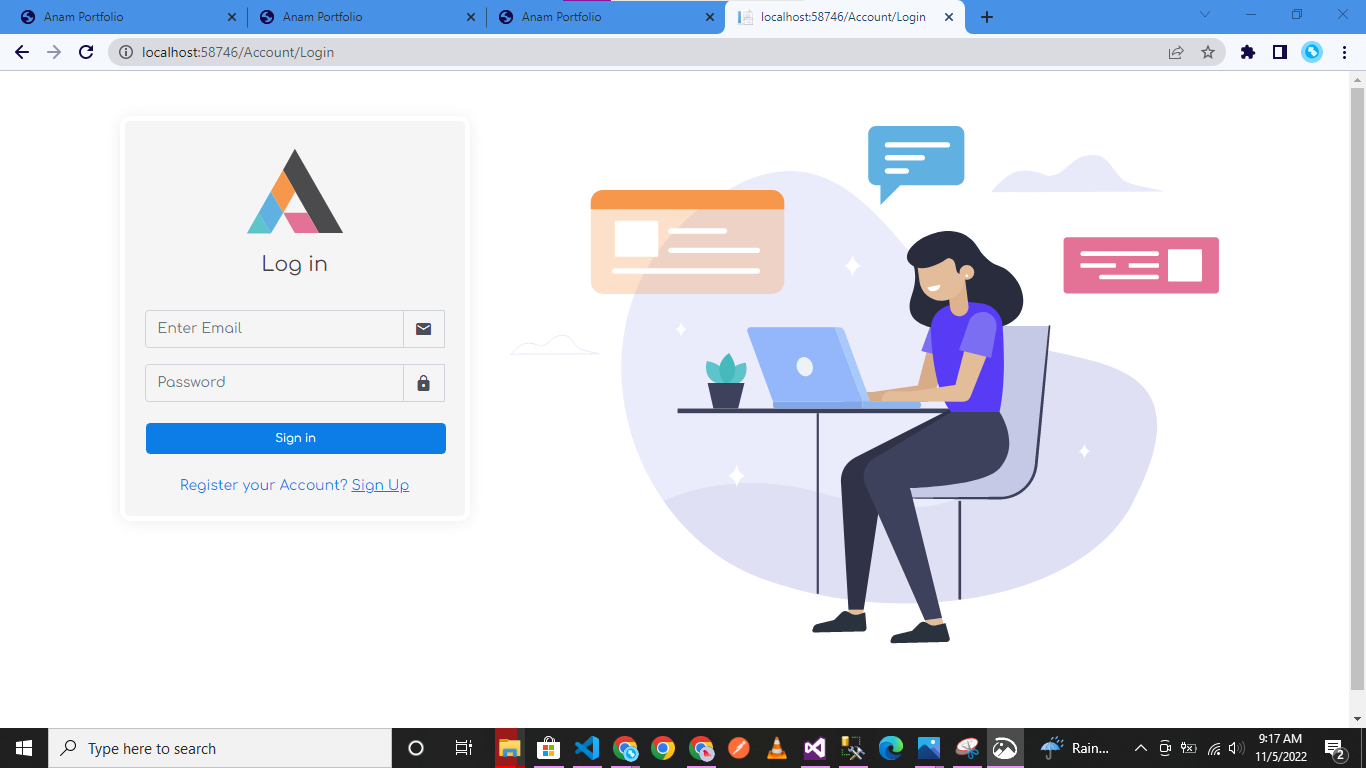 Anam Portfolio
Anam Portfolio
Anam Portfolio
localhost:58746/Account/Login
localhost:58746/Account/Login
Log in
Enter Email
Password
Sign in
Register your Account? Sign Up
Type here to search
Rain...
9:17 AM
11/5/2022
2